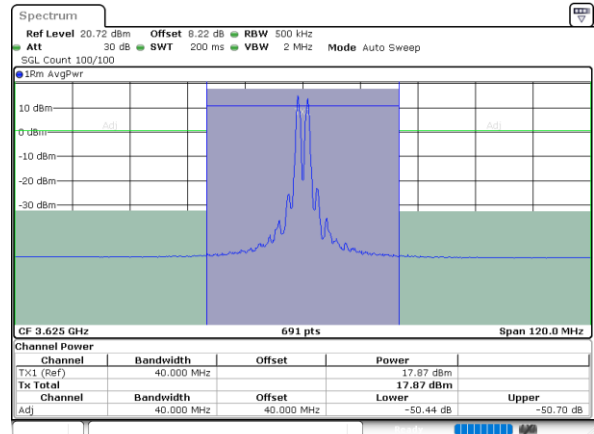 Spectrum
Ref Level 20.72 dBm Offset 8.22 dB RBW 500 kHz
Att 30 dB SWT 200 ms VBW 2 MHz Mode Auto Sweep
SGL Count 100/100
1Rm AvgPwr
10 dBm
0 dBm
Adj Adj
-10 dBm
-20 dBm
-30 dBm
CF 3.625 GHz 691 pts Span 120.0 MHz
Channel Power
Channel Bandwidth Offset Power
TX1 (Ref) 40.000 MHz 17.87 dBm
Tx Total 17.87 dBm
Channel Bandwidth Offset Lower Upper
Adj 40.000 MHz 40.000 MHz -50.44 dB -50.70 dB
Ready